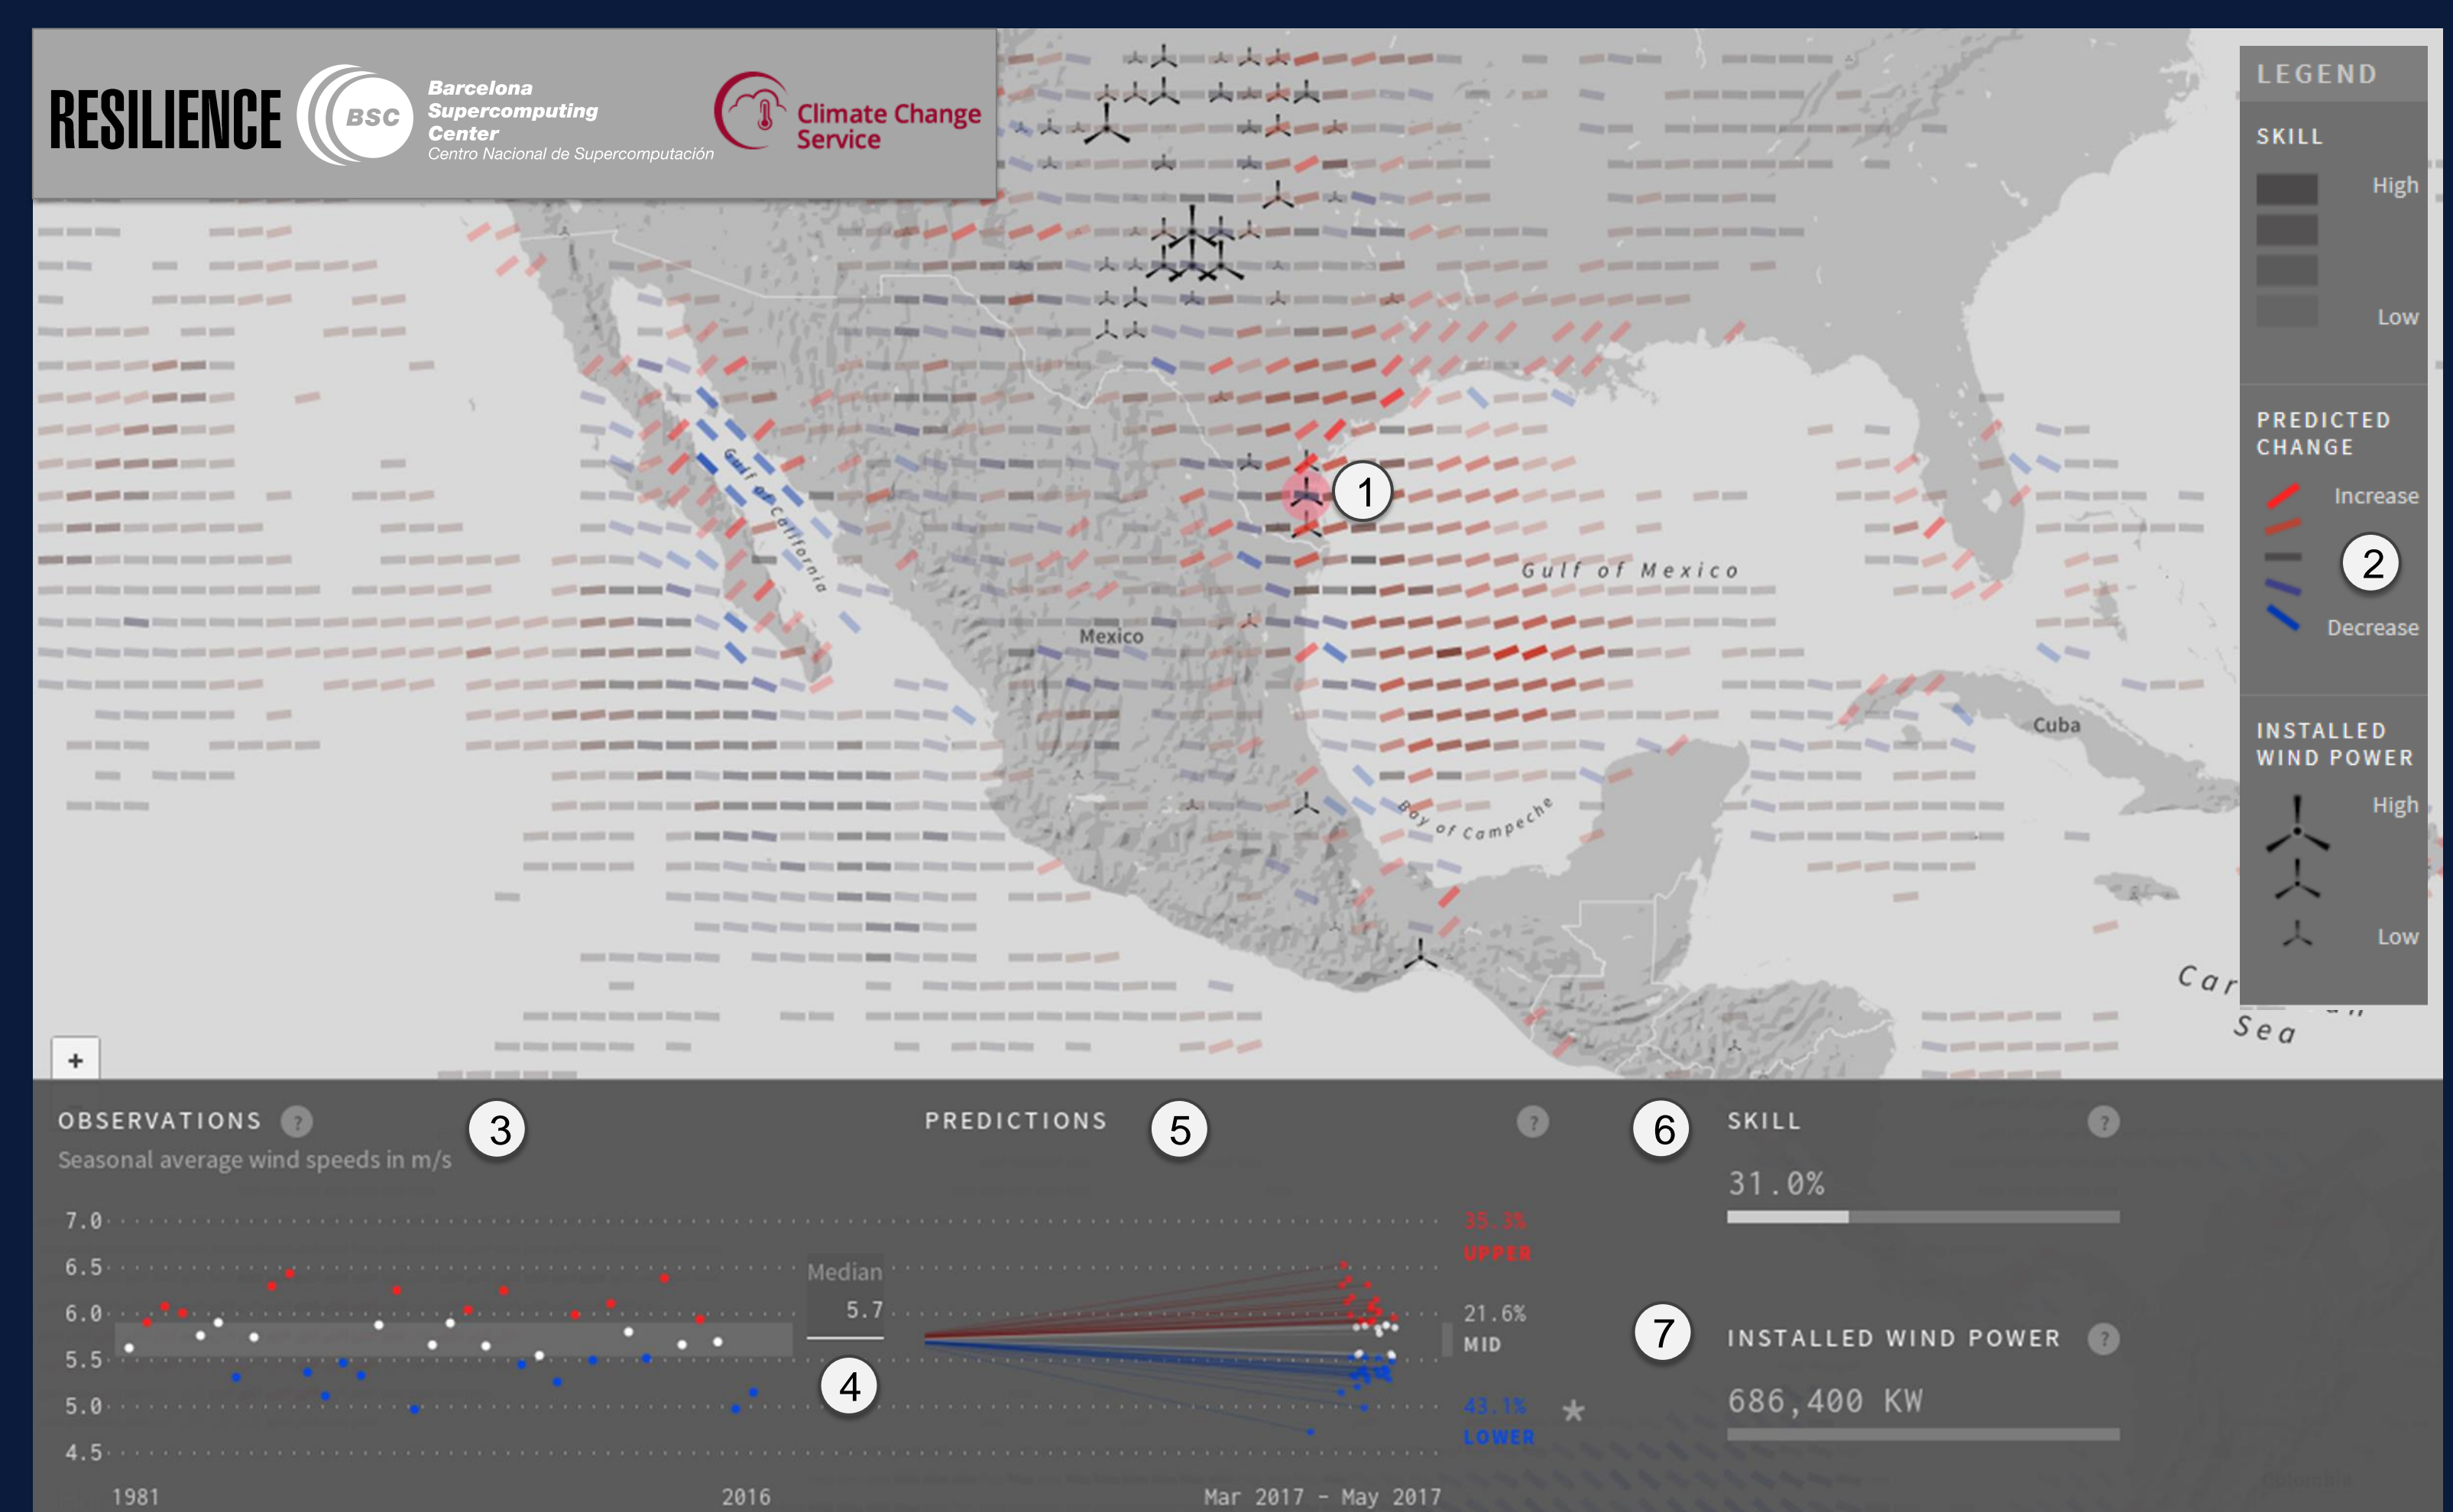 RESILIENCE
BSC
Barcelona
Supercomputing
Center
Centro Nacional de Supercomputación
Climate Change
Service
LEGEND
SKILL
High
Low
PREDICTED
CHANGE
Increase
2
Decrease
INSTALLED
WIND POWER
High
Low
Gulf of California
1
Gulf of Mexico
Mexico
Cuba
Bay of Campeche
Car
Sea
+
OBSERVATIONS ?
3
Seasonal average wind speeds in m/s
7.0
6.5
6.0
5.5
5.0
4.5
1981
2016
Median
5.7
4
PREDICTIONS
5
?
35.3%
UPPER
21.6%
MID
43.1% *
LOWER
Mar 2017 - May 2017
6
SKILL ?
31.0%
7
INSTALLED WIND POWER ?
686,400 KW
Colombia